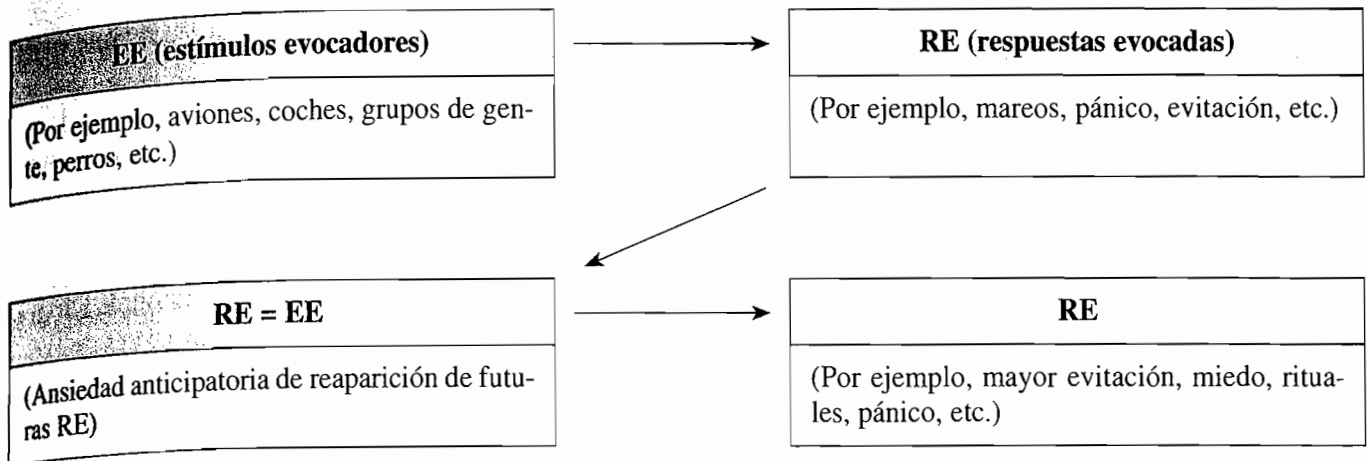 EE (estímulos evocadores)
RE (respuestas evocadas)
(Por ejemplo, aviones, coches, grupos de gen-
te, perros, etc.)
(Por ejemplo, mareos, pánico, evitación, etc.)
RE = EE
RE
(Ansiedad anticipatoria de reaparición de futu-
ras RE)
(Por ejemplo, mayor evitación, miedo, ritua-
les, pánico, etc.)